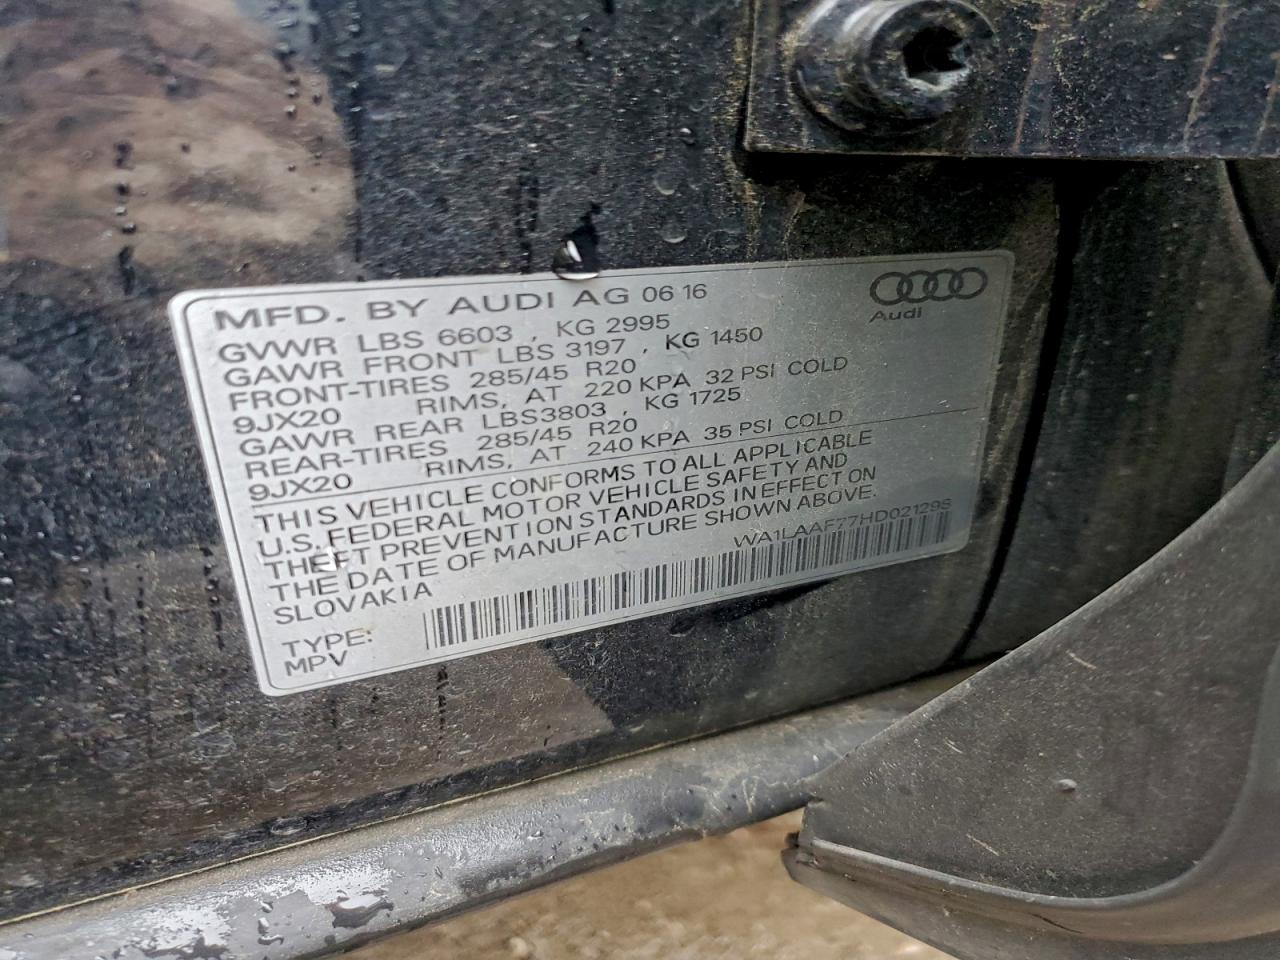 MFD. BY AUDI AG 06 16
GVWR LBS 6603 , KG 2995
GAWR FRONT LBS 3197 , KG 1450
FRONT-TIRES 285/45 R20
9JX20 RIMS, AT 220 KPA 32 PSI COLD
GAWR REAR LBS3803 , KG 1725
REAR-TIRES 285/45 R20
9JX20 RIMS, AT 240 KPA 35 PSI COLD
THIS VEHICLE CONFORMS TO ALL APPLICABLE
U.S. FEDERAL MOTOR VEHICLE SAFETY AND
THEFT PREVENTION STANDARDS IN EFFECT ON
THE DATE OF MANUFACTURE SHOWN ABOVE.
SLOVAKIA
WA1LAAF77HD021298
TYPE:
MPV
Audi